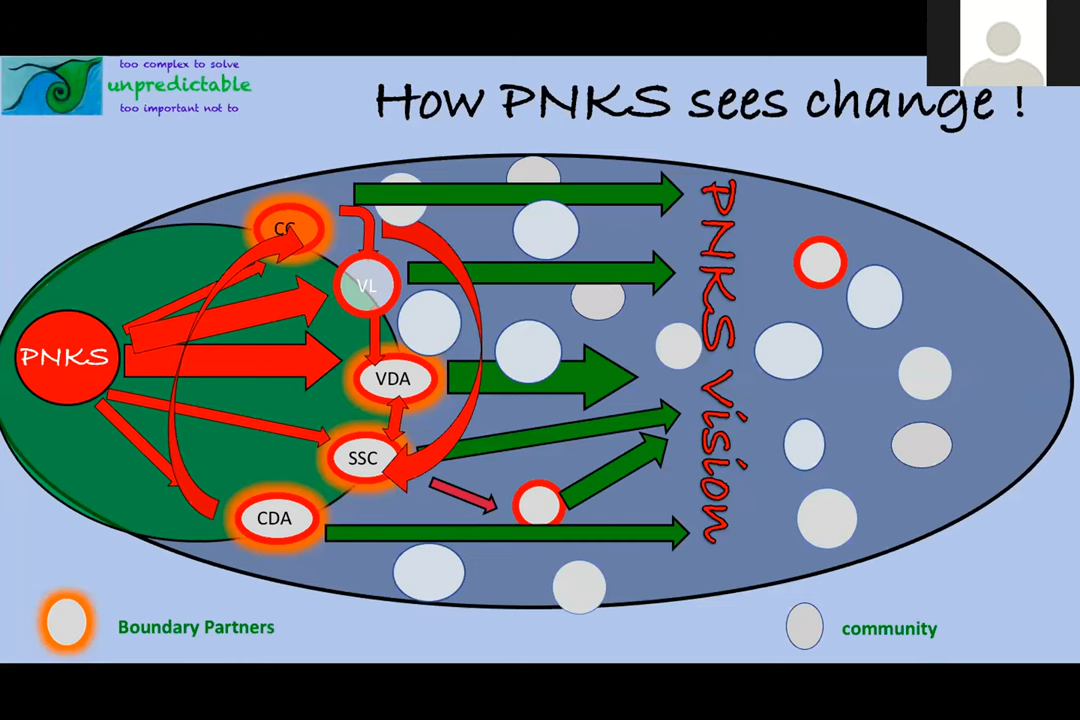 too complex to solve
unpredictable
too important not to
How PNKS sees change !
CC
VL
PNKS
VDA
SSC
CDA
PNKS Vision
Boundary Partners
community